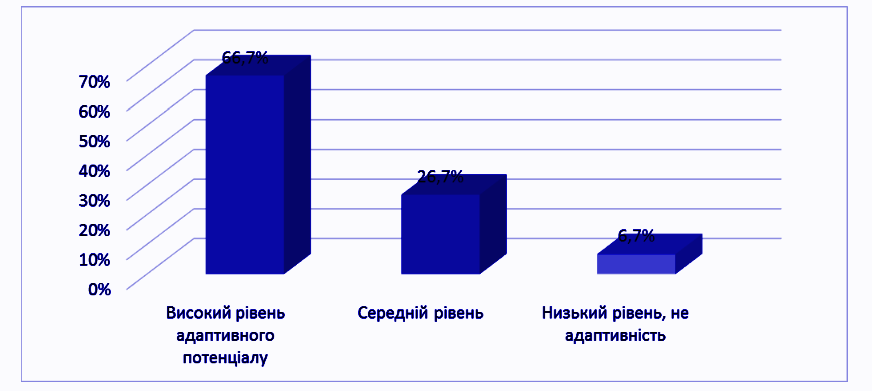 66,7%
70%
60%
50%
40%
30%
20%
10%
0%
26,7%
6,7%
Високий рівень
адаптивного
потенціалу
Середній рівень
Низький рівень, не
адаптивність